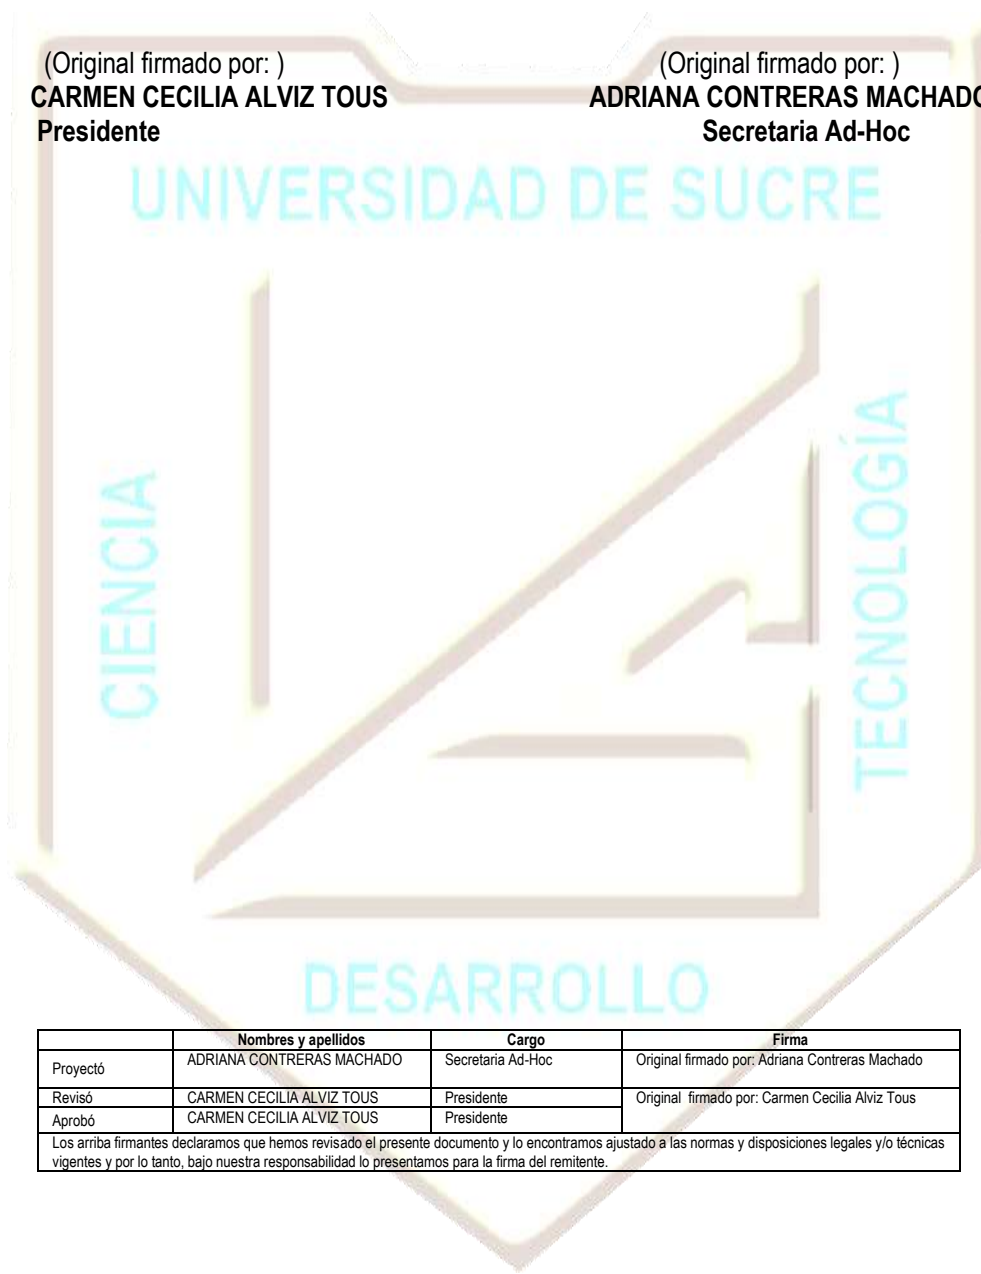 (Original firmado por: ) (Original firmado por: )
CARMEN CECILIA ALVIZ TOUS ADRIANA CONTRERAS MACHADO
Presidente Secretaria Ad-Hoc
UNIVERSIDAD DE SUCRE
CIENCIA
TECNOLOGÍA
DESARROLLO
Nombres y apellidos Cargo Firma
Proyectó ADRIANA CONTRERAS MACHADO Secretaria Ad-Hoc Original firmado por: Adriana Contreras Machado
Revisó CARMEN CECILIA ALVIZ TOUS Presidente Original firmado por: Carmen Cecilia Alviz Tous
Aprobó CARMEN CECILIA ALVIZ TOUS Presidente
Los arriba firmantes declaramos que hemos revisado el presente documento y lo encontramos ajustado a las normas y disposiciones legales y/o técnicas
vigentes y por lo tanto, bajo nuestra responsabilidad lo presentamos para la firma del remitente.